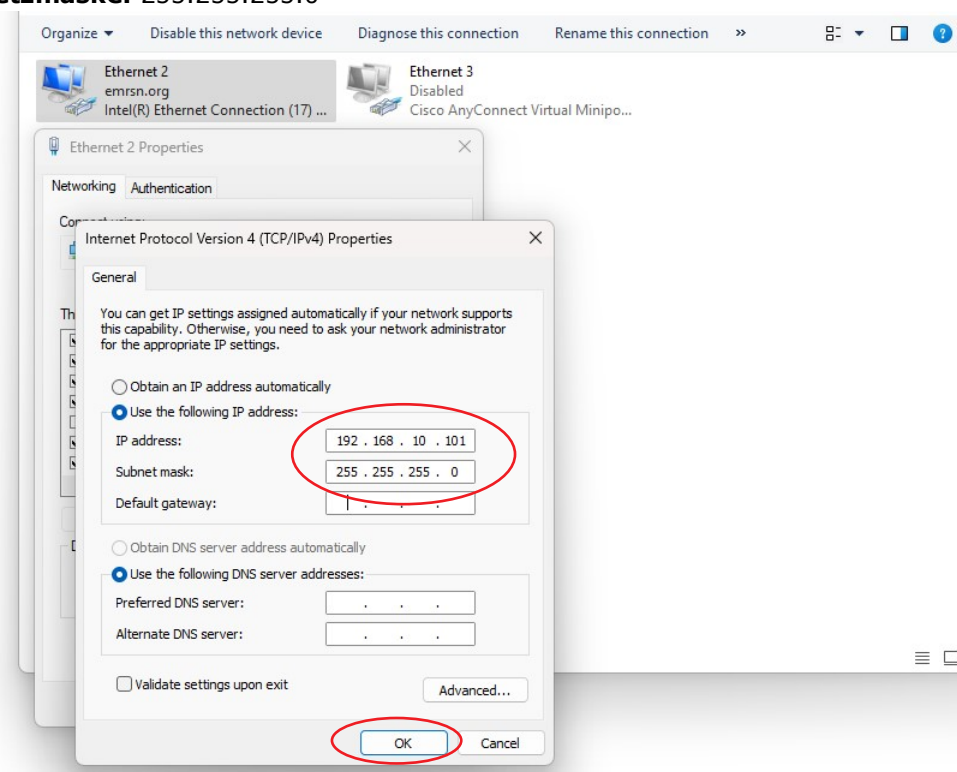 255.255.255.0
Organize Disable this network device Diagnose this connection Rename this connection »
Ethernet 2
emrsn.org
Intel(R) Ethernet Connection (17) ...
Ethernet 3
Disabled
Cisco AnyConnect Virtual Minipo...
Ethernet 2 Properties
Networking Authentication
Internet Protocol Version 4 (TCP/IPv4) Properties
General
You can get IP settings assigned automatically if your network supports
this capability. Otherwise, you need to ask your network administrator
for the appropriate IP settings.
Obtain an IP address automatically
Use the following IP address:
IP address: 192 . 168 . 10 . 101
Subnet mask: 255 . 255 . 255 . 0
Default gateway: . . .
Obtain DNS server address automatically
Use the following DNS server addresses:
Preferred DNS server: . . .
Alternate DNS server: . . .
Validate settings upon exit
Advanced...
OK Cancel